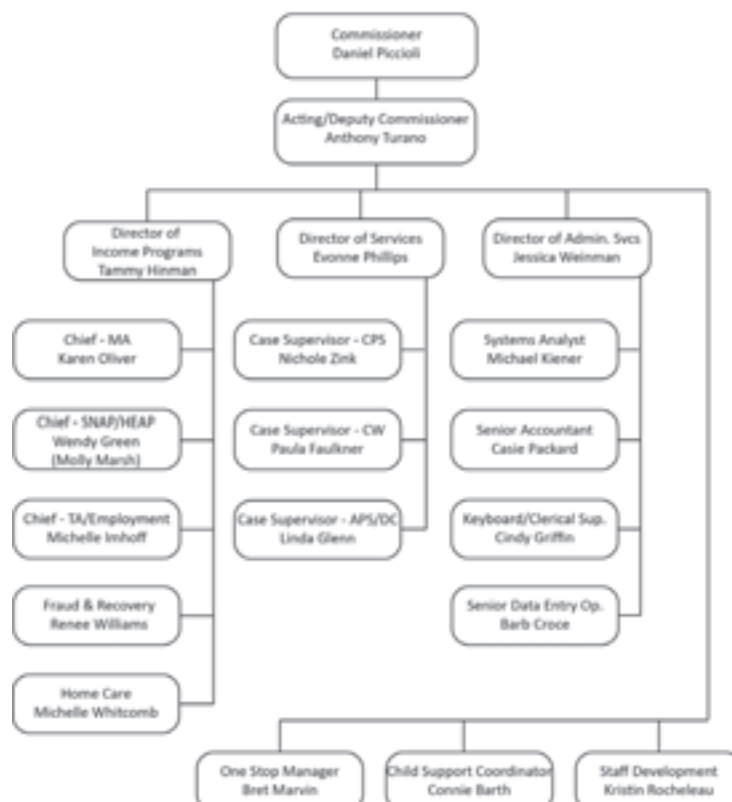 Commissioner
Daniel Piccioli
Acting/Deputy Commissioner
Anthony Turano
Director of
Income Programs
Tammy Hinman
Director of Services
Evonne Phillips
Director of Admin. Svcs
Jessica Weinman
Chief - MA
Karen Oliver
Case Supervisor - CPS
Nichole Zink
Systems Analyst
Michael Kiener
Chief - SNAP/HEAP
Wendy Green
(Molly Marsh)
Case Supervisor - CW
Paula Faulkner
Senior Accountant
Casie Packard
Chief - TA/Employment
Michelle Imhoff
Case Supervisor - APS/DC
Linda Glenn
Keyboard/Clerical Sup.
Cindy Griffin
Fraud & Recovery
Renee Williams
Senior Data Entry Op.
Barb Croce
Home Care
Michelle Whitcomb
One Stop Manager
Bret Marvin
Child Support Coordinator
Connie Barth
Staff Development
Kristin Rocheleau